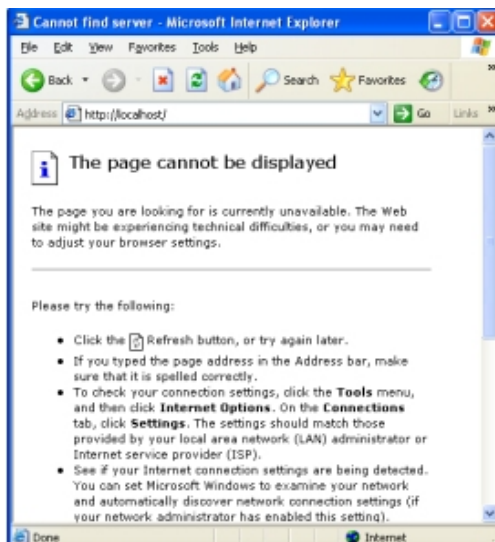 Cannot find server - Microsoft Internet Explorer
File Edit View Favorites Tools Help
Back Search Favorites
Address http://localhost/ Go Links
The page cannot be displayed
The page you are looking for is currently unavailable. The Web
site might be experiencing technical difficulties, or you may need
to adjust your browser settings.
Please try the following:
• Click the Refresh button, or try again later.
• If you typed the page address in the Address bar, make
sure that it is spelled correctly.
• To check your connection settings, click the Tools menu,
and then click Internet Options. On the Connections
tab, click Settings. The settings should match those
provided by your local area network (LAN) administrator or
Internet service provider (ISP).
• See if your Internet connection settings are being detected.
You can set Microsoft Windows to examine your network
and automatically discover network connection settings (if
your network administrator has enabled this setting).
Done Internet